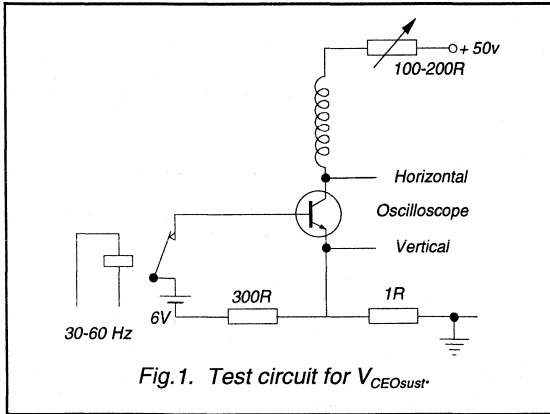 + 50v
100-200R
Horizontal
Oscilloscope
Vertical
300R
1R
6V
30-60 Hz
Fig.1. Test circuit for VCEOsust.